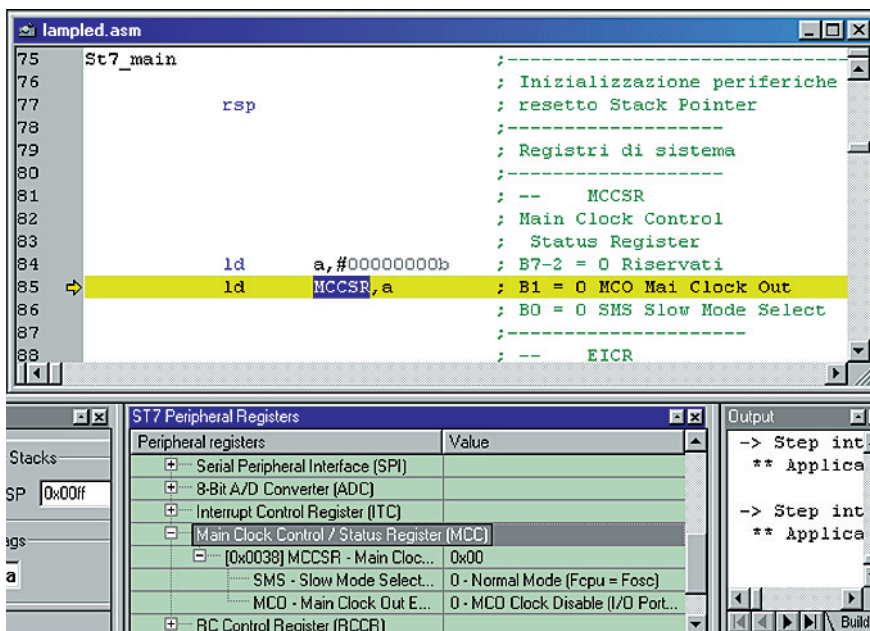 lampled.asm
75 St7_main ;------------------------------
76 ; Inizializzazione periferiche
77 rsp ; resetto Stack Pointer
78 ;-------------------
79 ; Registri di sistema
80 ;-------------------
81 ; -- MCCSR
82 ; Main Clock Control
83 ; Status Register
84 ld a,#00000000b ; B7-2 = 0 Riservati
85 ld MCCSR,a ; B1 = 0 MCO Mai Clock Out
86 ; B0 = 0 SMS Slow Mode Select
87 ;---------------------
88 ; -- EICR
Stacks
SP 0x00ff
ags
a
ST7 Peripheral Registers
Peripheral registers Value
Serial Peripheral Interface (SPI)
8-Bit A/D Converter (ADC)
Interrupt Control Register (ITC)
Main Clock Control / Status Register (MCC)
[0x0038] MCCSR - Main Cloc... 0x00
SMS - Slow Mode Select... 0 - Normal Mode (Fcpu = Fosc)
MCO - Main Clock Out E... 0 - MCO Clock Disable (I/O Port...
RC Control Register (RCCR)
Output
-> Step int
** Applica
-> Step int
** Applica
Build